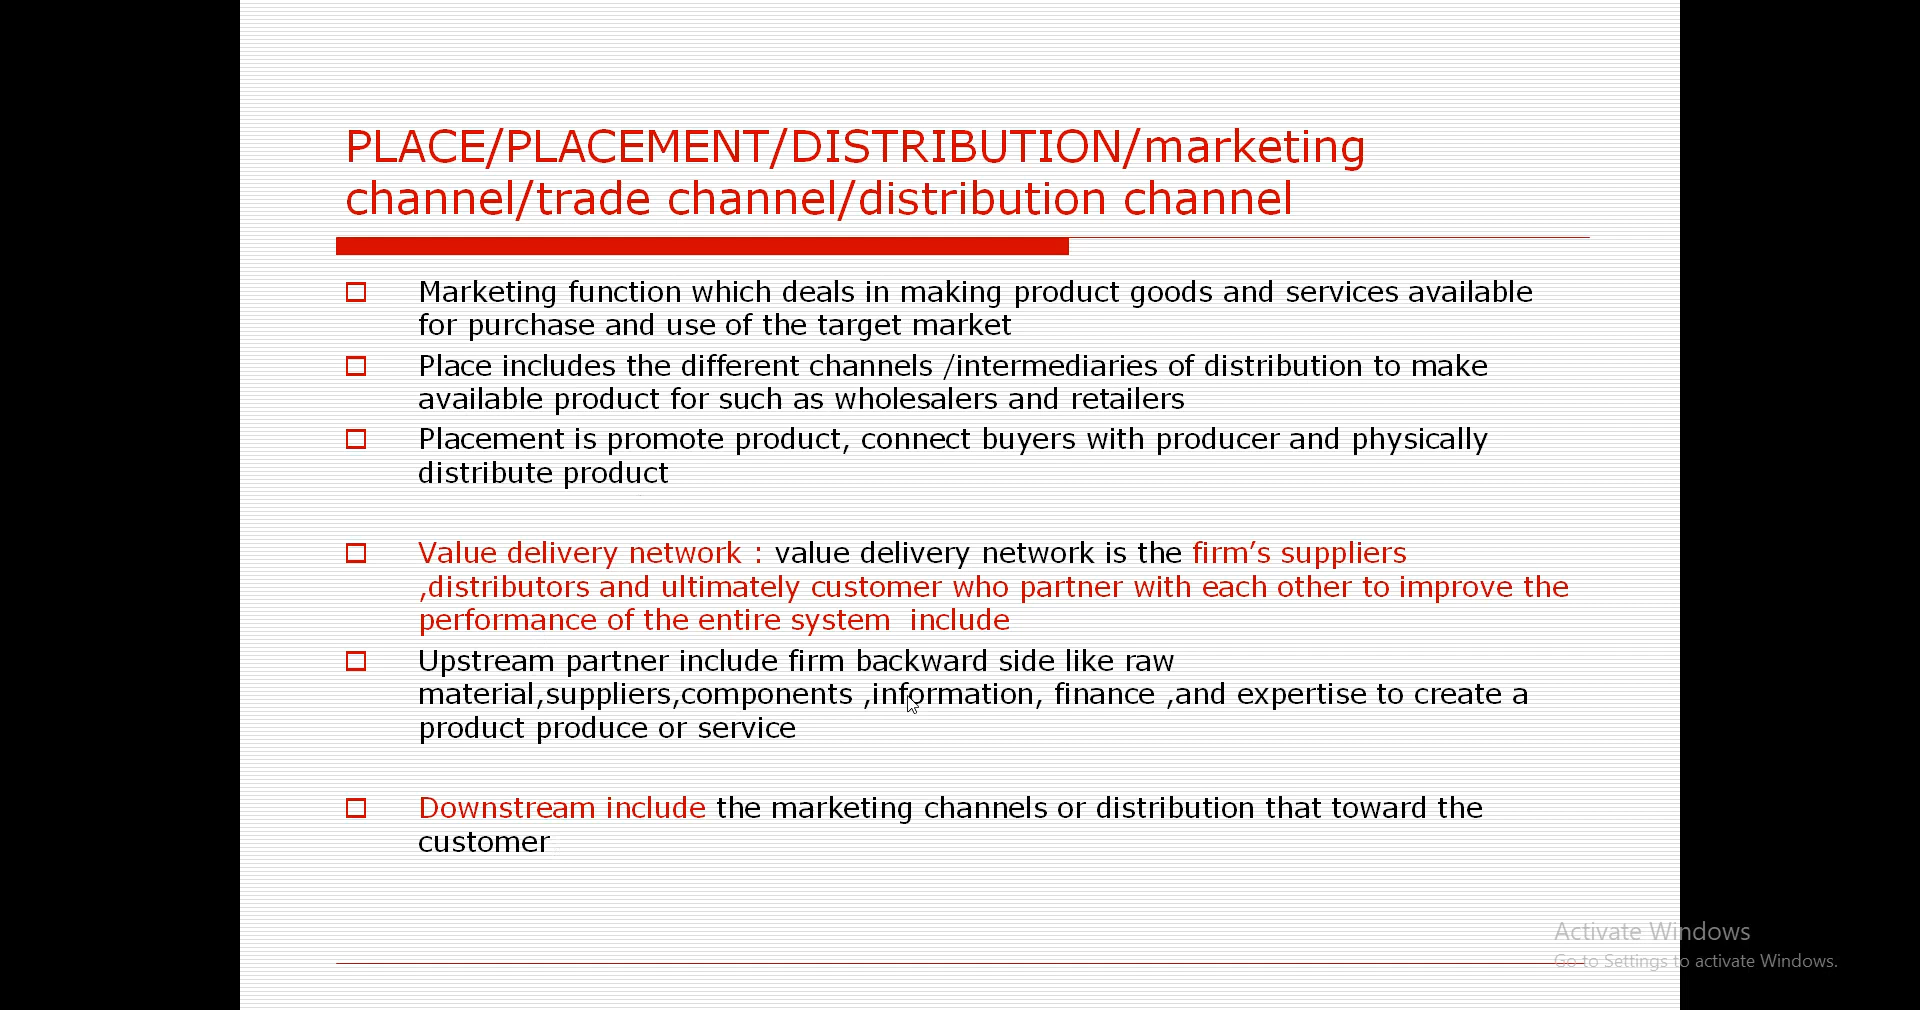 PLACE/PLACEMENT/DISTRIBUTION/marketing
channel/trade channel/distribution channel
Marketing function which deals in making product goods and services available
for purchase and use of the target market
Place includes the different channels /intermediaries of distribution to make
available product for such as wholesalers and retailers
Placement is promote product, connect buyers with producer and physically
distribute product
Value delivery network : value delivery network is the firm’s suppliers
,distributors and ultimately customer who partner with each other to improve the
performance of the entire system  include
Upstream partner include firm backward side like raw
material,suppliers,components ,information, finance ,and expertise to create a
product produce or service
Downstream include the marketing channels or distribution that toward the
customer
Activate Windows
Go to Settings to activate Windows.